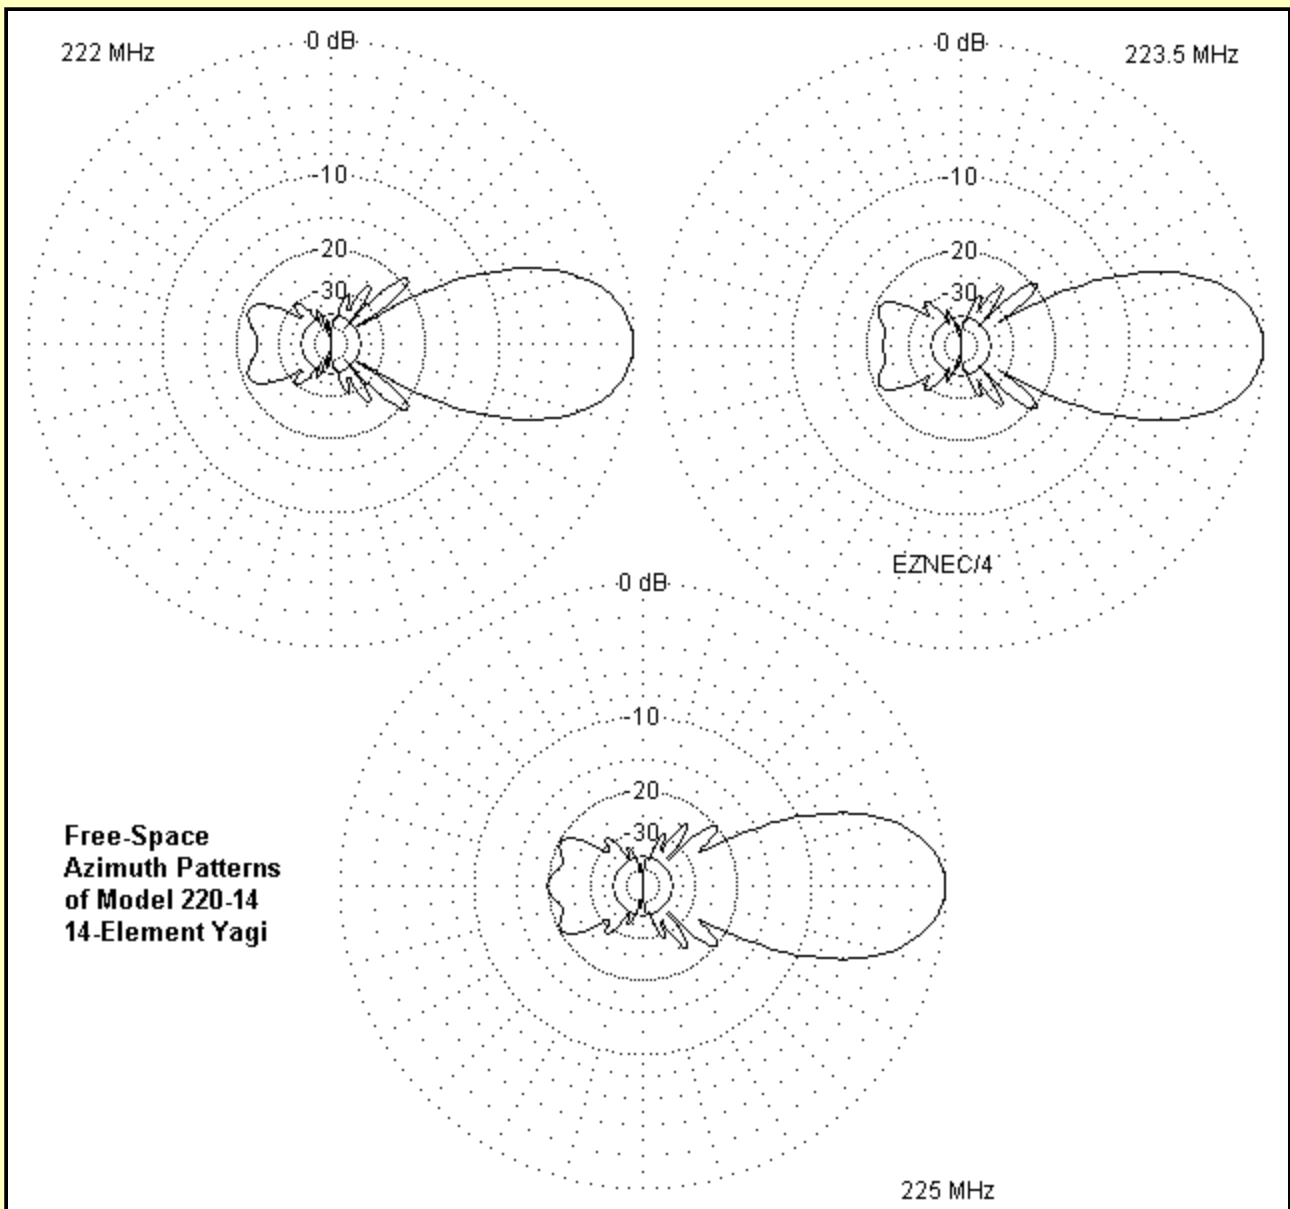 222 MHz
0 dB
-10
-20
-30
223.5 MHz
0 dB
-10
-20
-30
EZNEC/4
0 dB
-10
-20
-30
Free-Space
Azimuth Patterns
of Model 220-14
14-Element Yagi
225 MHz